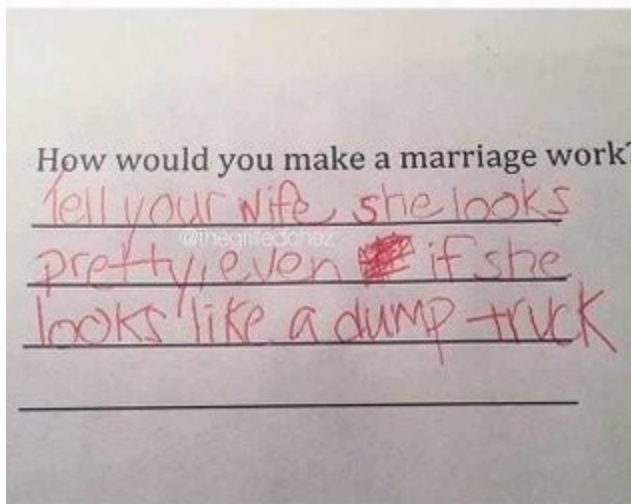 How would you make a marriage work?
Tell your wife she looks
pretty, even if she
looks like a dump truck